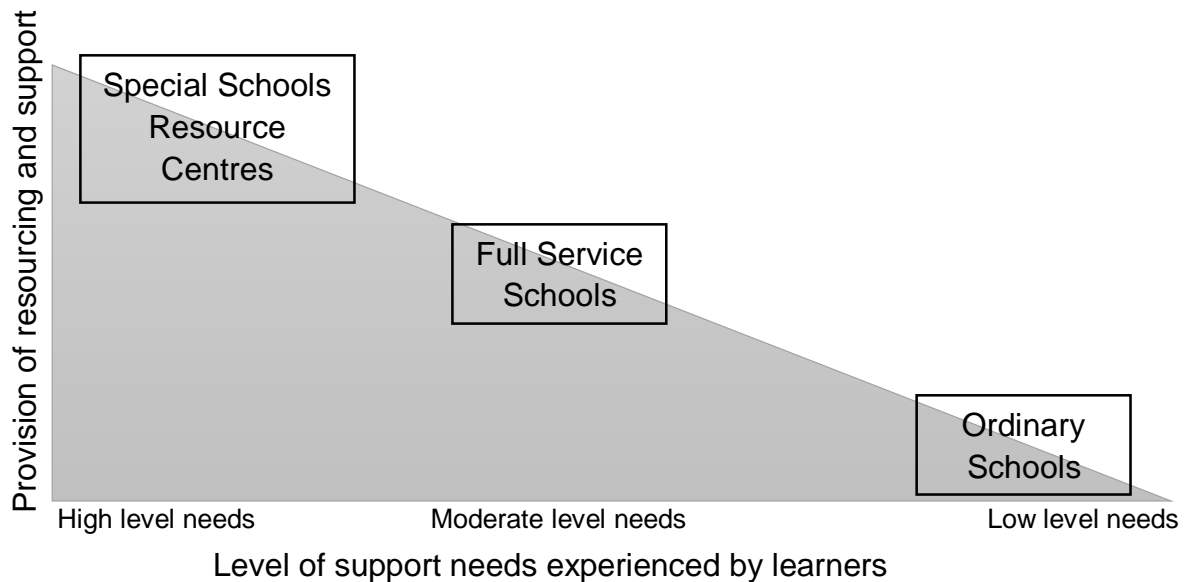 Provision of resourcing and support
Special Schools
Resource
Centres
Full Service
Schools
Ordinary
Schools
High level needs
Moderate level needs
Low level needs
Level of support needs experienced by learners